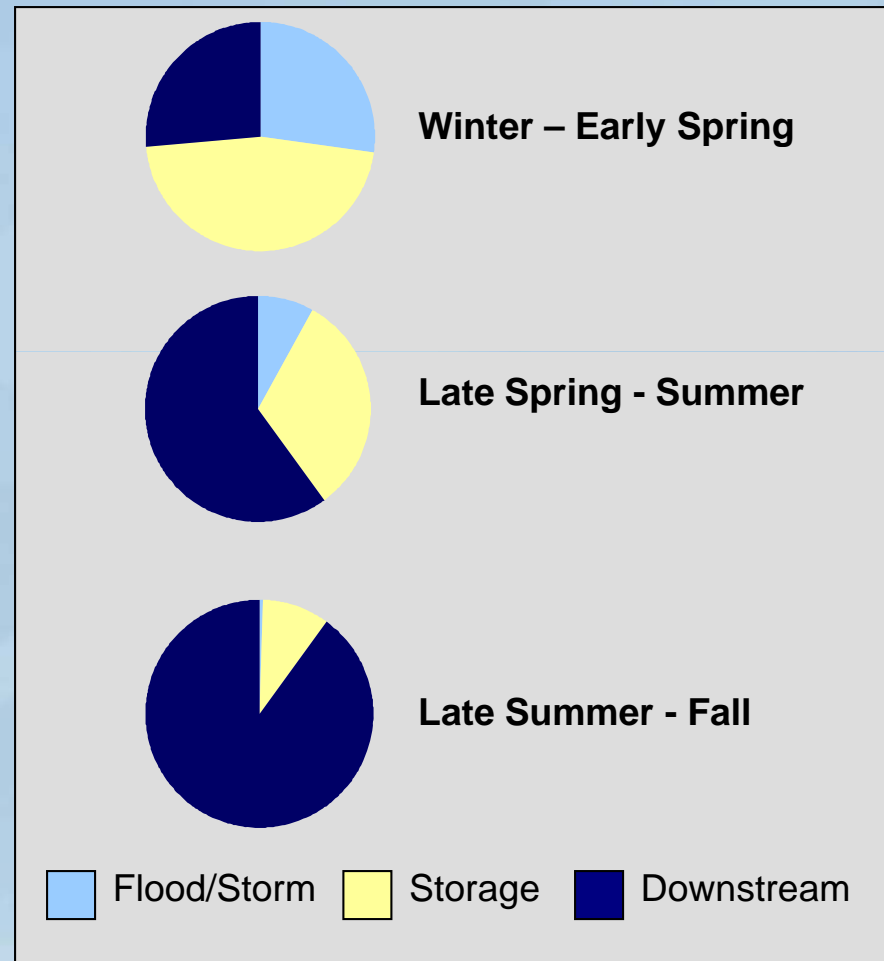 Winter – Early Spring
Late Spring - Summer
Late Summer - Fall
Flood/Storm Storage Downstream